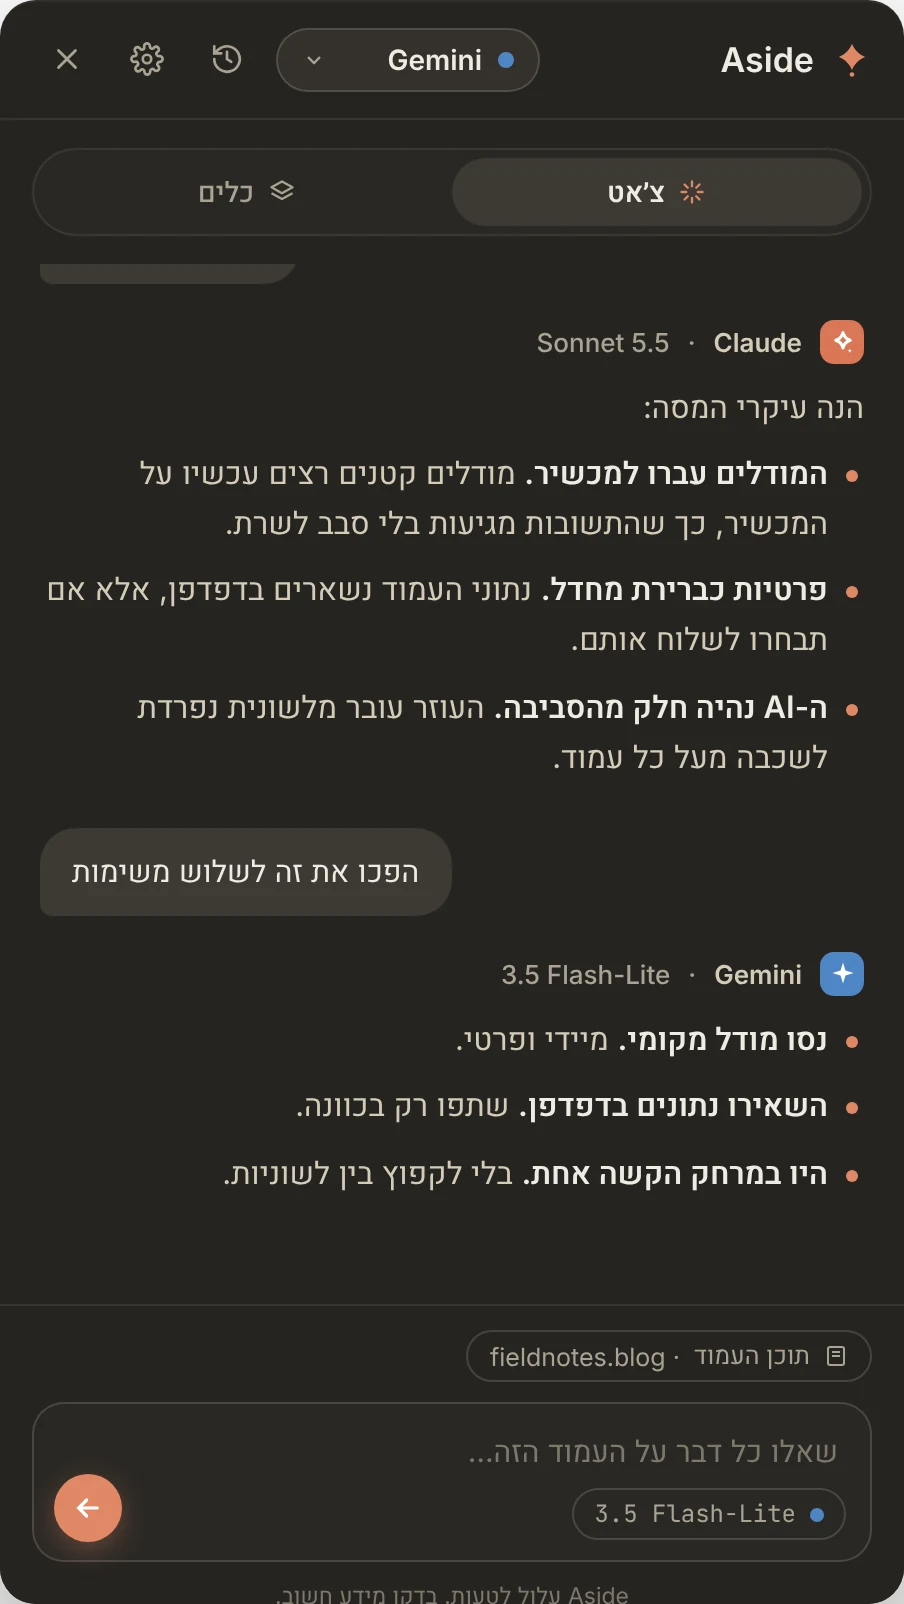 Aside
Gemini
צ׳אט
כלים
Claude · Sonnet 5.5
הנה עיקרי המסה:
המודלים עברו למכשיר. מודלים קטנים רצים עכשיו על
המכשיר, כך שהתשובות מגיעות בלי סבב לשרת.
פרטיות כברירת מחדל. נתוני העמוד נשארים בדפדפן, אלא אם
תבחרו לשלוח אותם.
ה-AI נהיה חלק מהסביבה. העוזר עובר מלשונית נפרדת
לשכבה מעל כל עמוד.
הפכו את זה לשלוש משימות
Gemini · 3.5 Flash-Lite
נסו מודל מקומי. מיידי ופרטי.
השאירו נתונים בדפדפן. שתפו רק בכוונה.
היו במרחק הקשה אחת. בלי לקפוץ בין לשוניות.
תוכן העמוד · fieldnotes.blog
שאלו כל דבר על העמוד הזה...
3.5 Flash-Lite
Aside עלול לטעות. בדקו מידע חשוב.